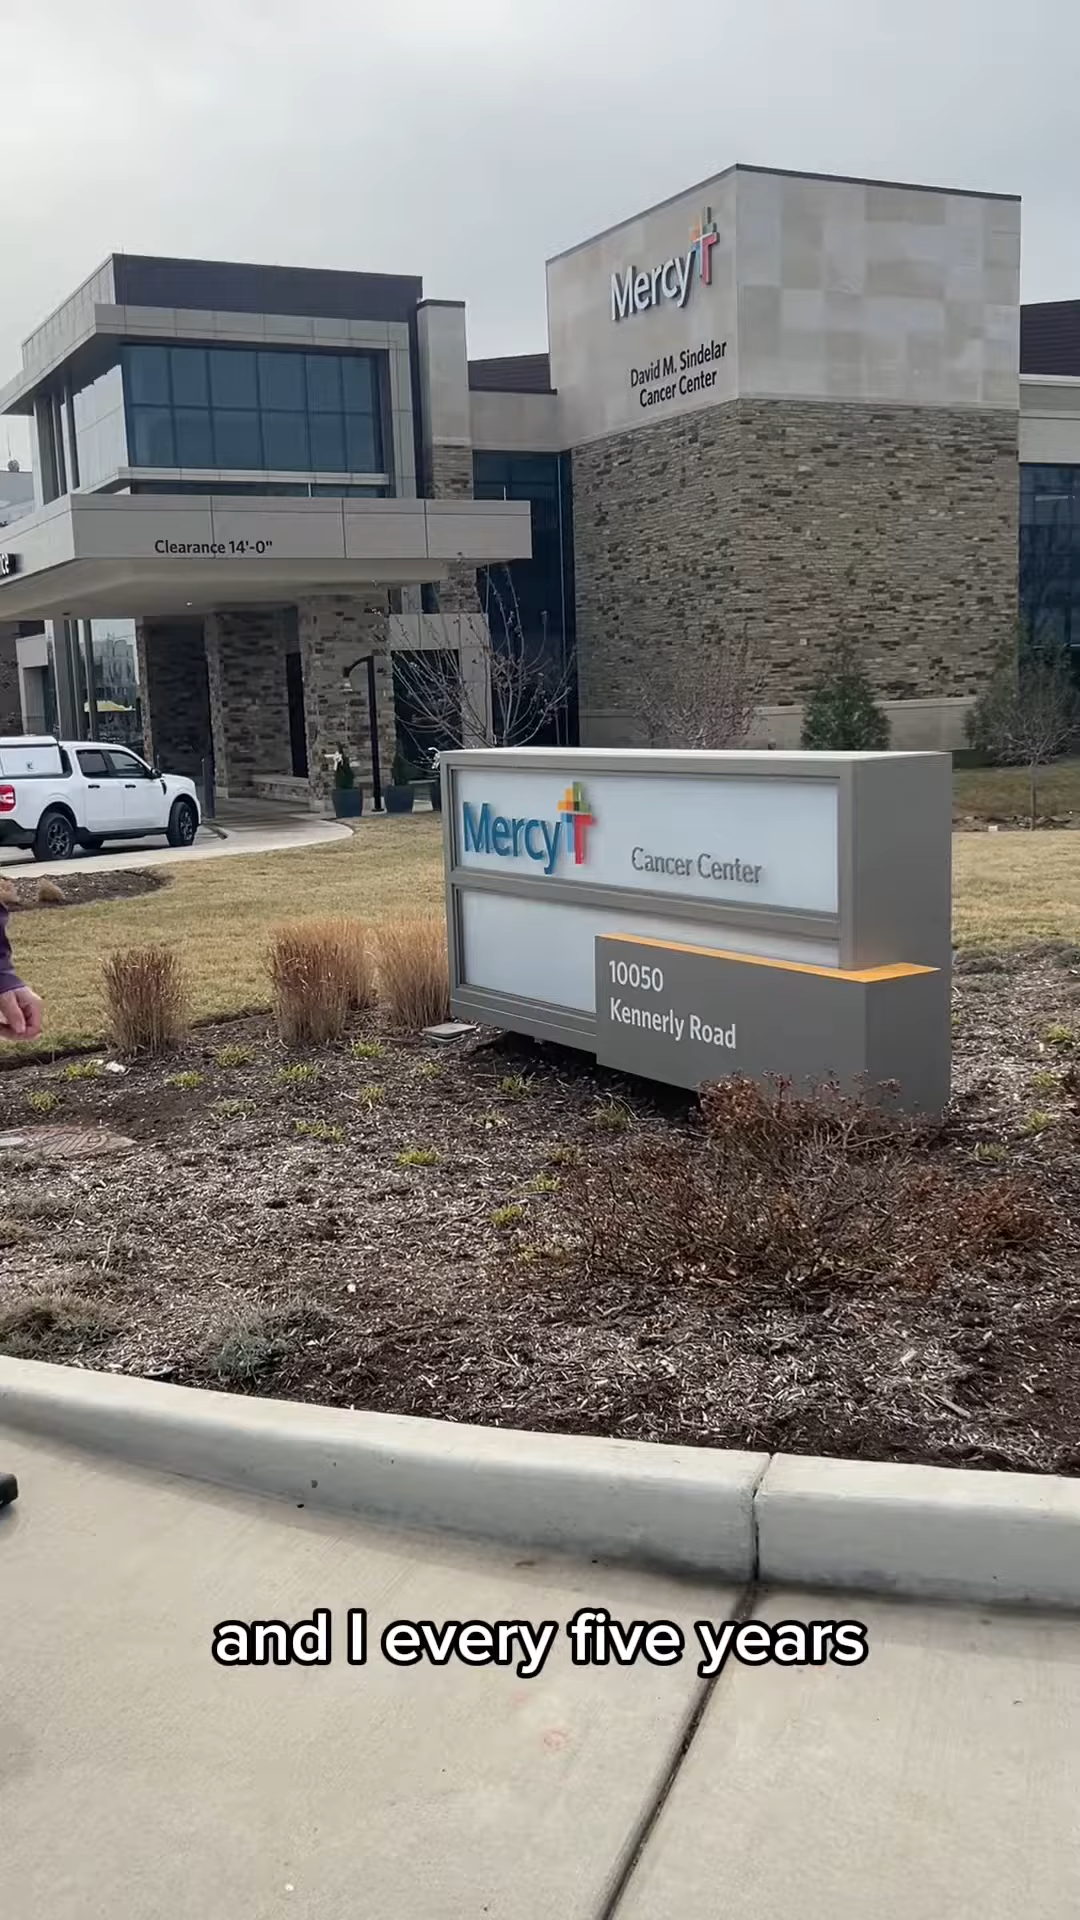 Mercy
David M. Sindelar
Cancer Center
Clearance 14'-0"
Mercy
Cancer Center
10050
Kennerly Road
and I every five years